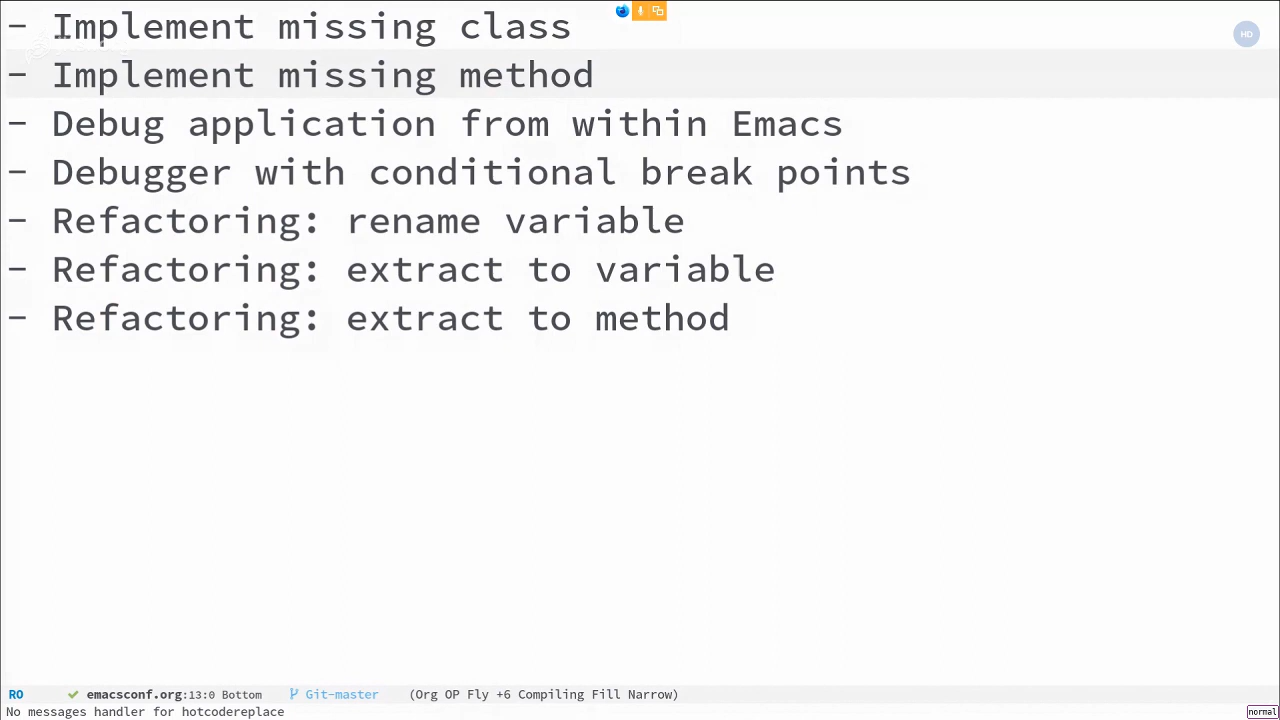 - Implement missing class
- Implement missing method
- Debug application from within Emacs
- Debugger with conditional break points
- Refactoring: rename variable
- Refactoring: extract to variable
- Refactoring: extract to method
HD
RO emacsconf.org:13:0 Bottom Git-master (Org OP Fly +6 Compiling Fill Narrow)
No messages handler for hotcodereplace
normal